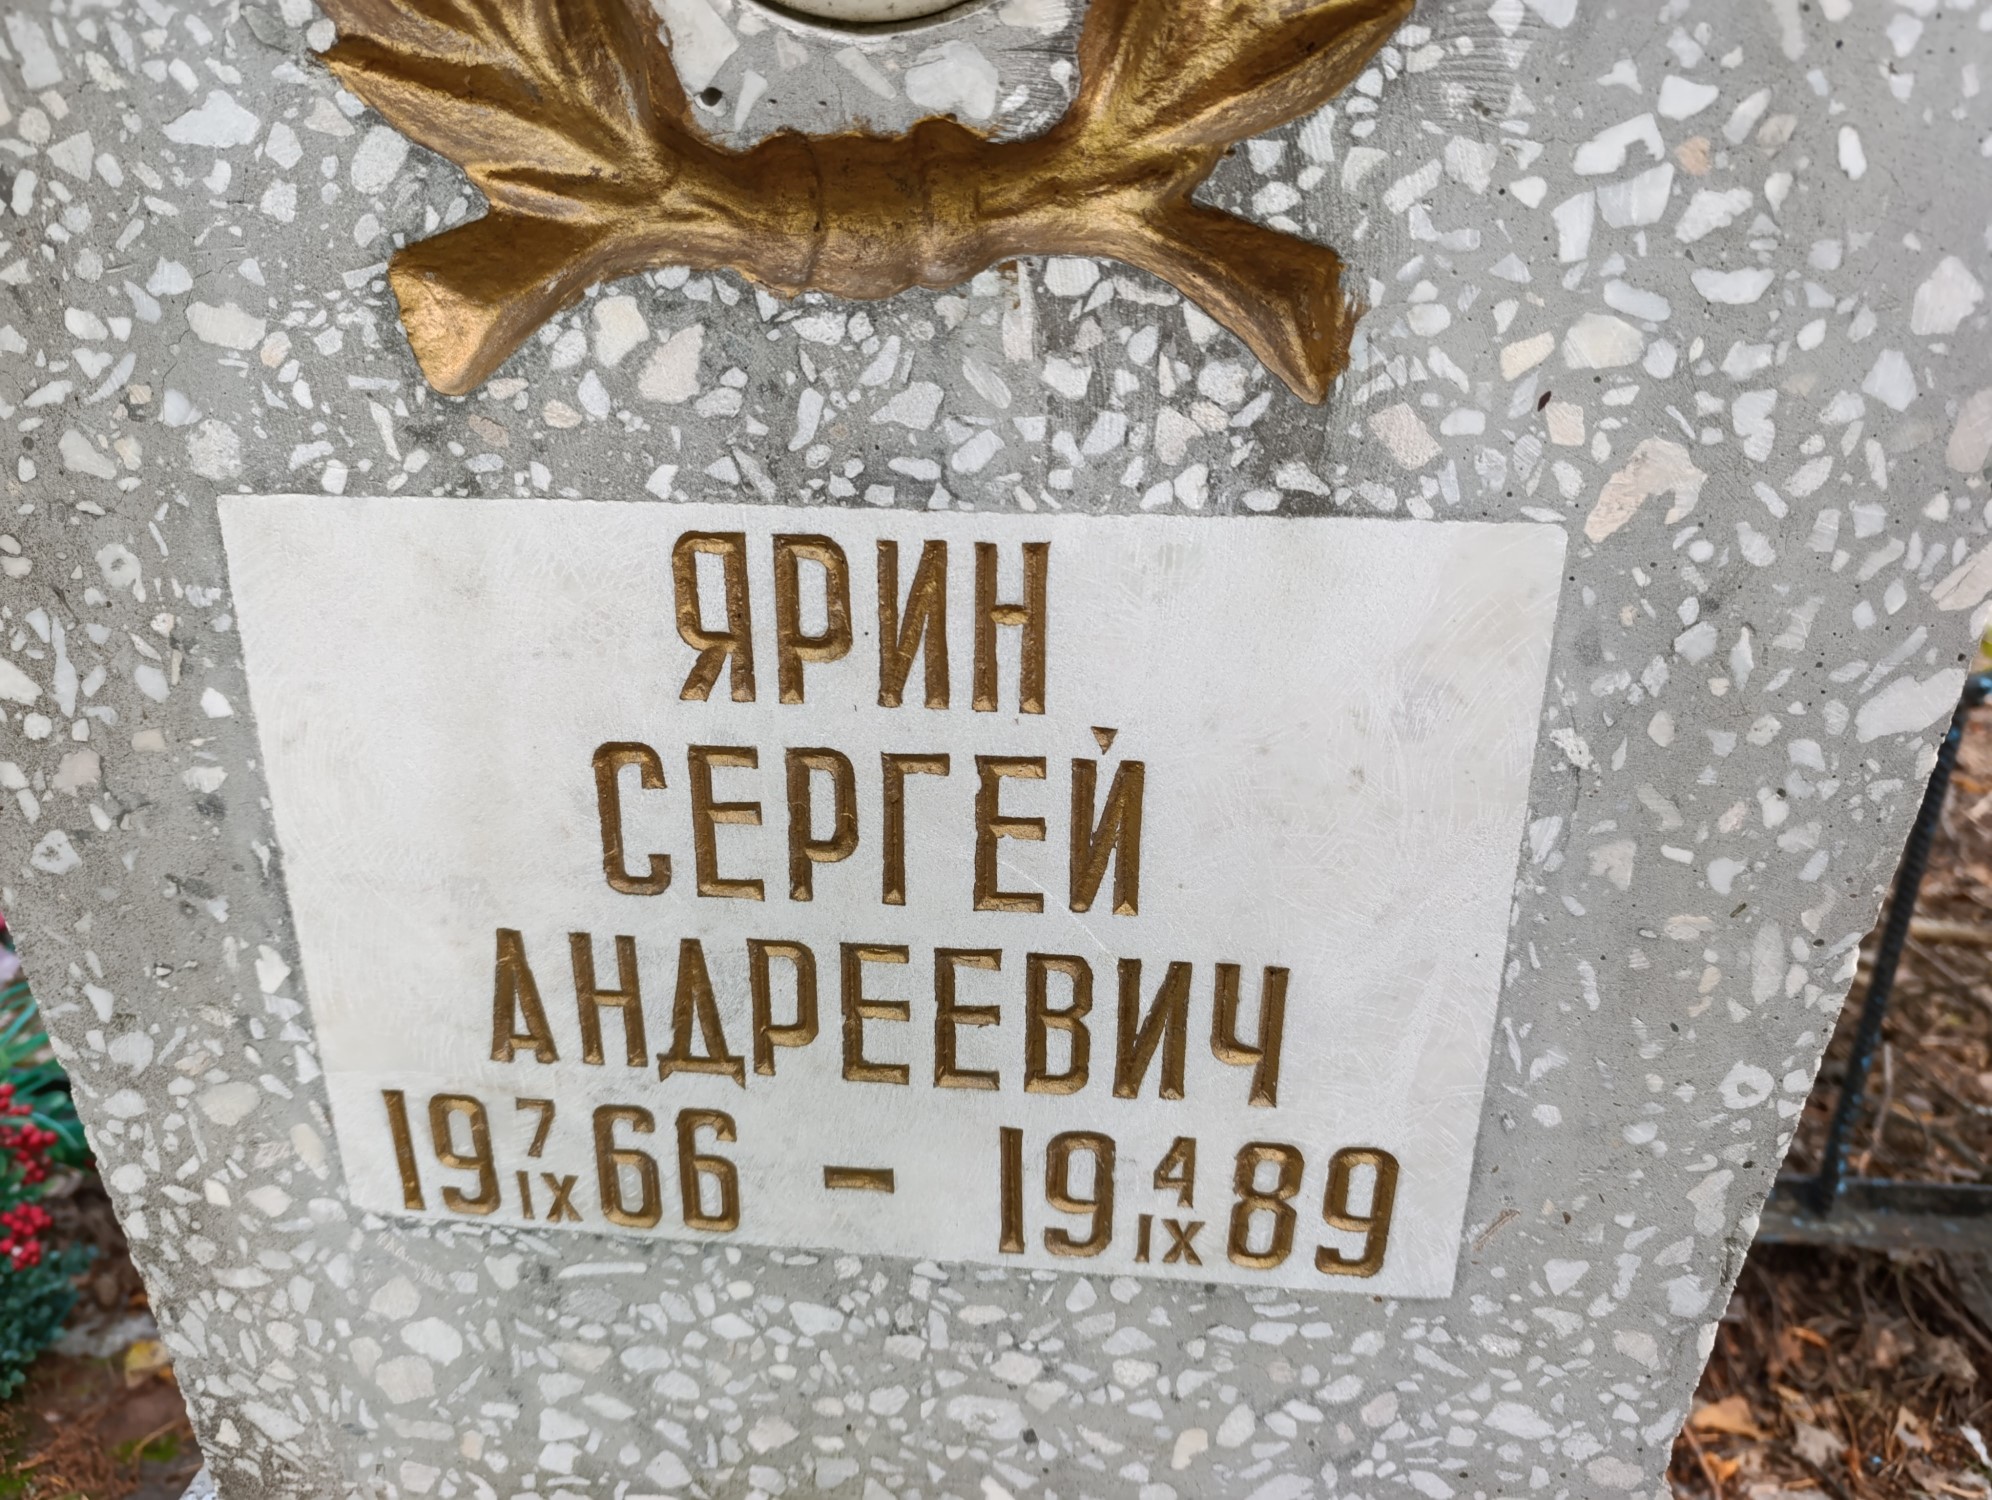 ЯРИН
СЕРГЕЙ
АНДРЕЕВИЧ
19 7/IX 66 – 19 4/IX 89